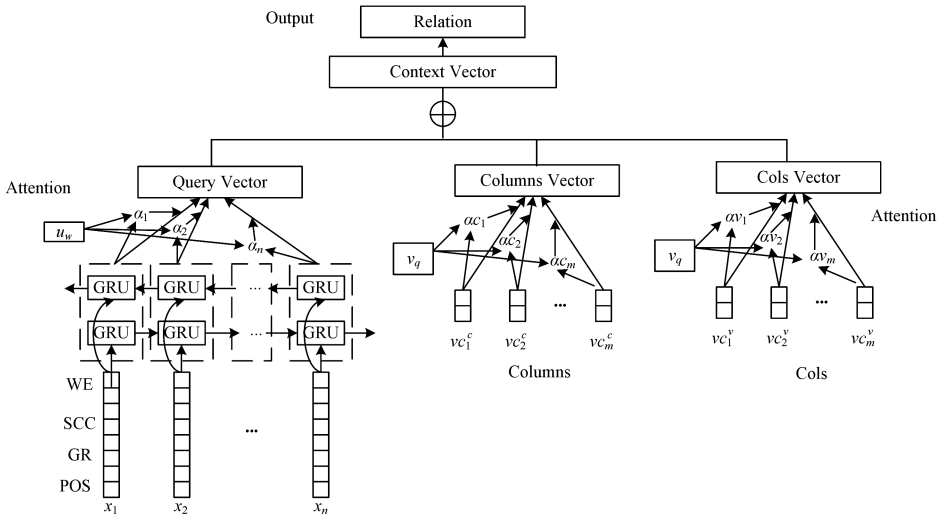 Output
Relation
Context Vector
Query Vector
Columns Vector
Cols Vector
Attention
Attention
u_w
α_1
α_2
α_n
v_q
αc_1
αc_2
αc_m
v_q
αv_1
αv_2
αv_m
GRU GRU ... GRU
GRU GRU ... GRU
...
...
vc_1^c vc_2^c vc_m^c
vc_1^v vc_2^v vc_m^v
Columns
Cols
WE
SCC
...
GR
POS
x_1 x_2 x_n